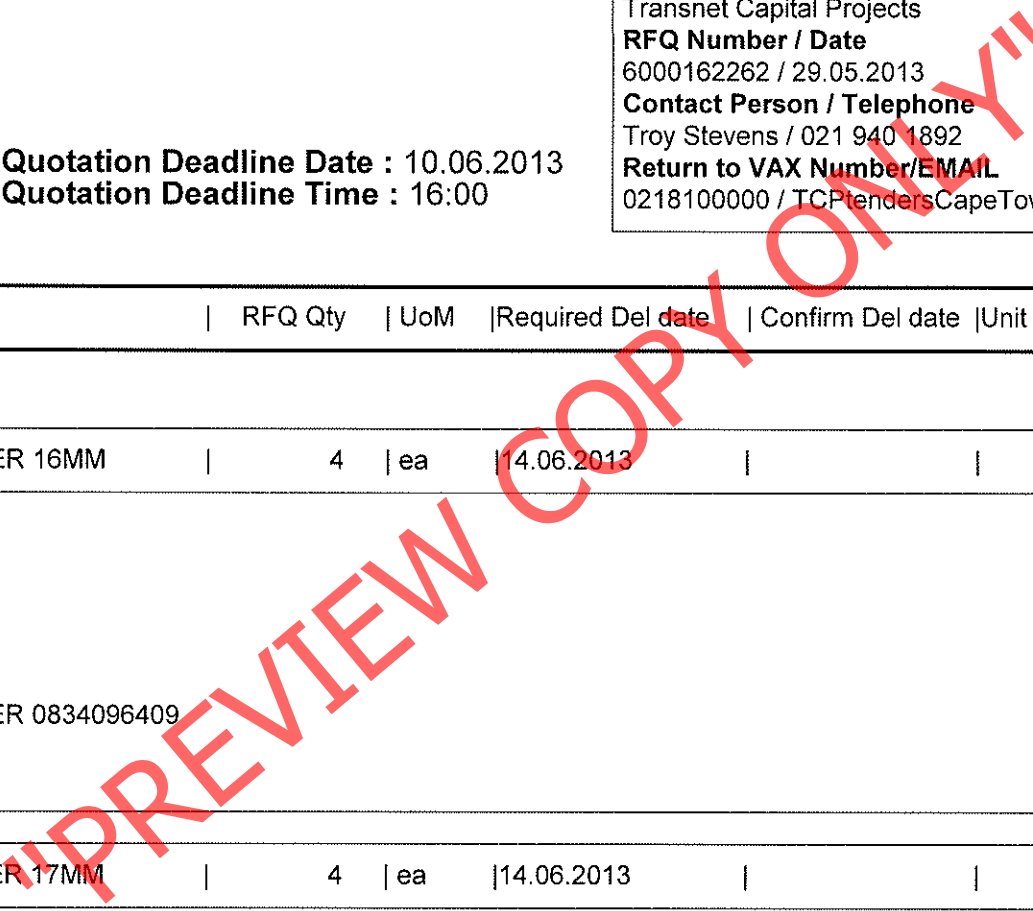 Transnet Capital Projects
RFQ Number / Date
6000162262 / 29.05.2013
Contact Person / Telephone
Troy Stevens / 021 940 1892
Return to VAX Number/EMAIL
0218100000 / TCPtendersCapeTow
Quotation Deadline Date : 10.06.2013
Quotation Deadline Time : 16:00
| RFQ Qty | UoM |Required Del date | Confirm Del date |Unit
ER 16MM | 4 | ea |14.06.2013 | |
ER 0834096409
ER 17MM | 4 | ea |14.06.2013 | |
"PREVIEW COPY ONLY"